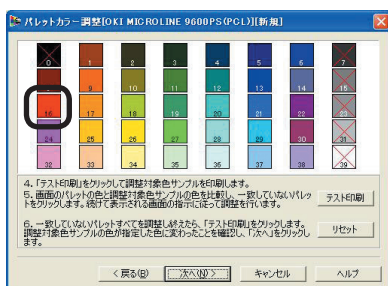 パレットカラー調整[OKI MICROLINE 9600PS(PCL)][新規]
0 1 2 3 4 5 6 7
8 9 10 11 12 13 14 15
16 17 18 19 20 21 22 23
24 25 26 27 28 29 30 31
32 33 34 35 36 37 38 39
4. 「テスト印刷」をクリックして調整対象色サンプルを印刷します。
5. 画面のパレットの色と調整対象色サンプルの色を比較し、一致していないパレッ
トをクリックします。続けて表示される画面の指示に従って調整を行います。
テスト印刷
6. 一致していないパレットすべてを調整し終えたら、「テスト印刷」をクリックします。
調整対象色サンプルの色が指定した色に変わったことを確認し、「次へ」をクリックし
ます。
リセット
< 戻る(B)
次へ(N) >
キャンセル
ヘルプ